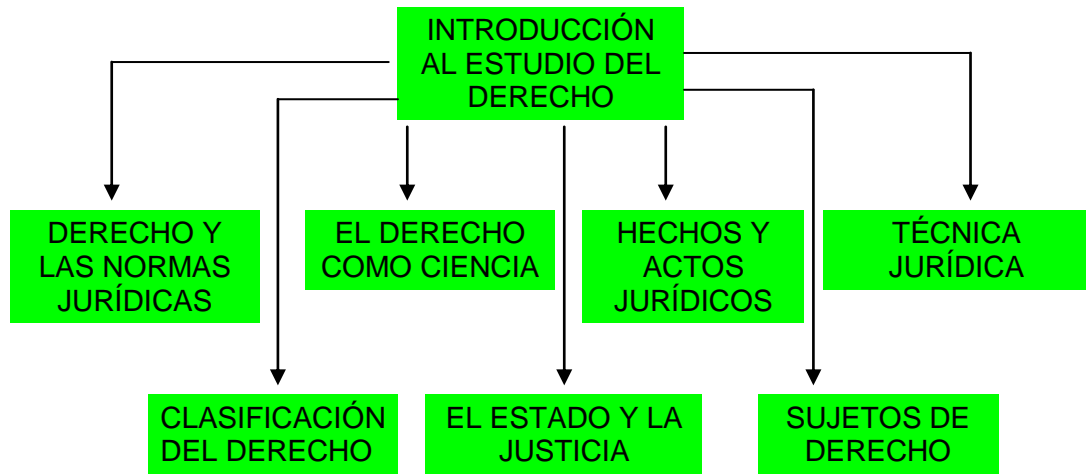 INTRODUCCIÓN
AL ESTUDIO DEL
DERECHO
DERECHO Y
LAS NORMAS
JURÍDICAS
EL DERECHO
COMO CIENCIA
HECHOS Y
ACTOS
JURÍDICOS
TÉCNICA
JURÍDICA
CLASIFICACIÓN
DEL DERECHO
EL ESTADO Y LA
JUSTICIA
SUJETOS DE
DERECHO